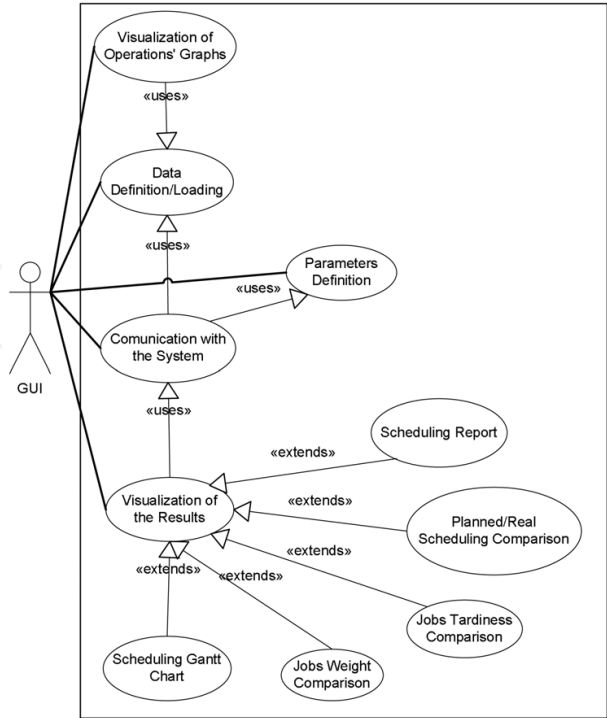 Visualization of
Operations' Graphs
«uses»
Data
Definition/Loading
«uses»
Parameters
Definition
«uses»
Comunication with
the System
GUI
«uses»
Scheduling Report
«extends»
Visualization of
the Results
«extends»
Planned/Real
Scheduling Comparison
«extends»
«extends»
«extends»
Jobs Tardiness
Comparison
Scheduling Gantt
Chart
Jobs Weight
Comparison